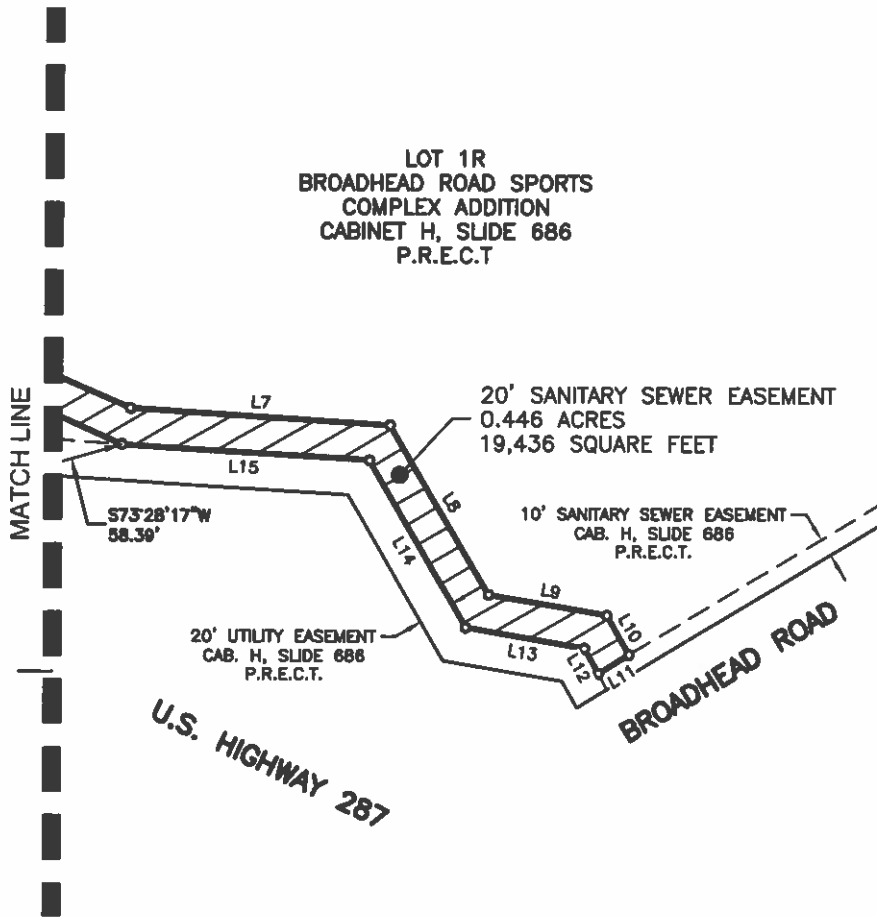 LOT 1R
BROADHEAD ROAD SPORTS
COMPLEX ADDITION
CABINET H, SLIDE 686
P.R.E.C.T
MATCH LINE
L7
20' SANITARY SEWER EASEMENT
0.446 ACRES
19,436 SQUARE FEET
L15
L8
S73°28'17"W
58.39'
10' SANITARY SEWER EASEMENT
CAB. H, SLIDE 686
P.R.E.C.T.
L14
L9
L10
20' UTILITY EASEMENT
CAB. H, SLIDE 686
P.R.E.C.T.
L13
L12
L11
BROADHEAD ROAD
U.S. HIGHWAY 287